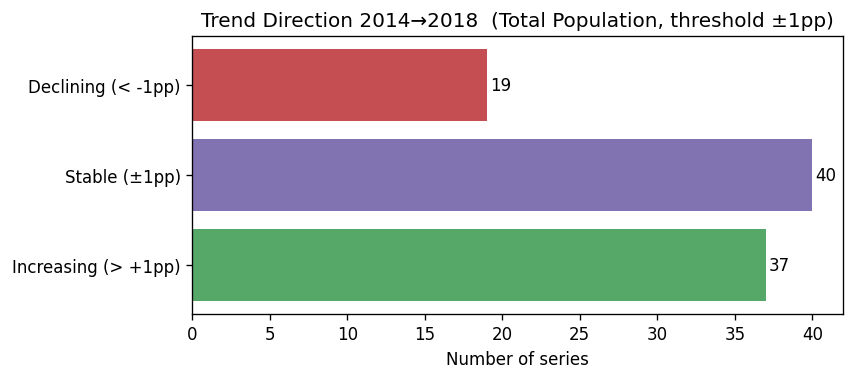 Trend Direction 2014→2018  (Total Population, threshold ±1pp)
Declining (< -1pp)
19
Stable (±1pp)
40
Increasing (> +1pp)
37
0 5 10 15 20 25 30 35 40
Number of series